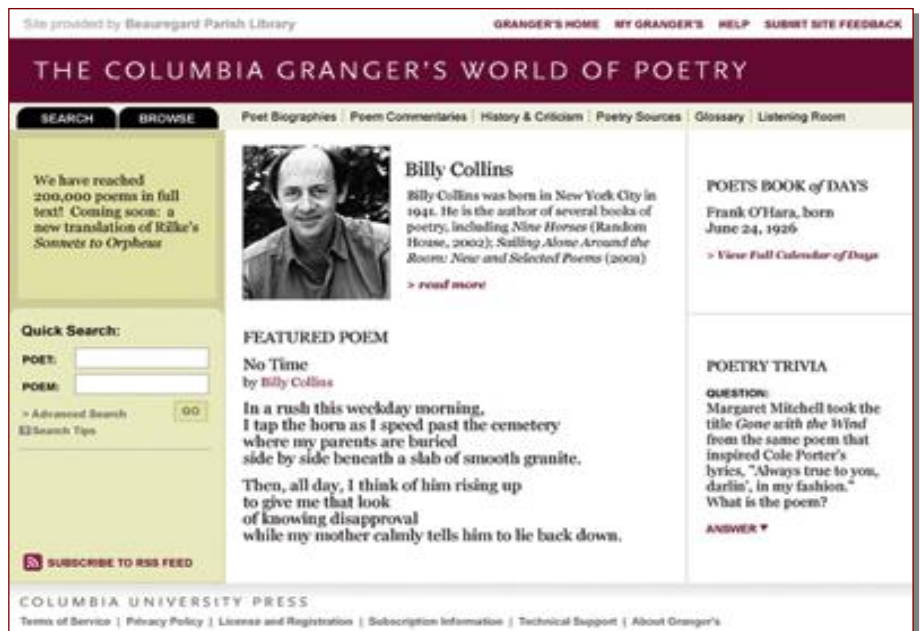 Site provided by Beauregard Parish Library
GRANGER'S HOME MY GRANGER'S HELP SUBMIT SITE FEEDBACK
THE COLUMBIA GRANGER'S WORLD OF POETRY
SEARCH BROWSE
Poet Biographies | Poem Commentaries | History & Criticism | Poetry Sources | Glossary | Listening Room
We have reached
200,000 poems in full
text! Coming soon: a
new translation of Rilke's
Sonnets to Orpheus
Quick Search:
POET:
POEM:
> Advanced Search
GO
Search Tips
SUBSCRIBE TO RSS FEED
Billy Collins
Billy Collins was born in New York City in
1941. He is the author of several books of
poetry, including Nine Horses (Random
House, 2002); Sailing Alone Around the
Room: New and Selected Poems (2001)
> read more
FEATURED POEM
No Time
by Billy Collins
In a rush this weekday morning,
I tap the horn as I speed past the cemetery
where my parents are buried
side by side beneath a slab of smooth granite.
Then, all day, I think of him rising up
to give me that look
of knowing disapproval
while my mother calmly tells him to lie back down.
POETS BOOK of DAYS
Frank O'Hara, born
June 24, 1926
> View Full Calendar of Days
POETRY TRIVIA
QUESTION:
Margaret Mitchell took the
title Gone with the Wind
from the same poem that
inspired Cole Porter's
lyrics, "Always true to you,
darlin', in my fashion."
What is the poem?
ANSWER ▼
COLUMBIA UNIVERSITY PRESS
Terms of Service | Privacy Policy | License and Registration | Subscription Information | Technical Support | About Granger's